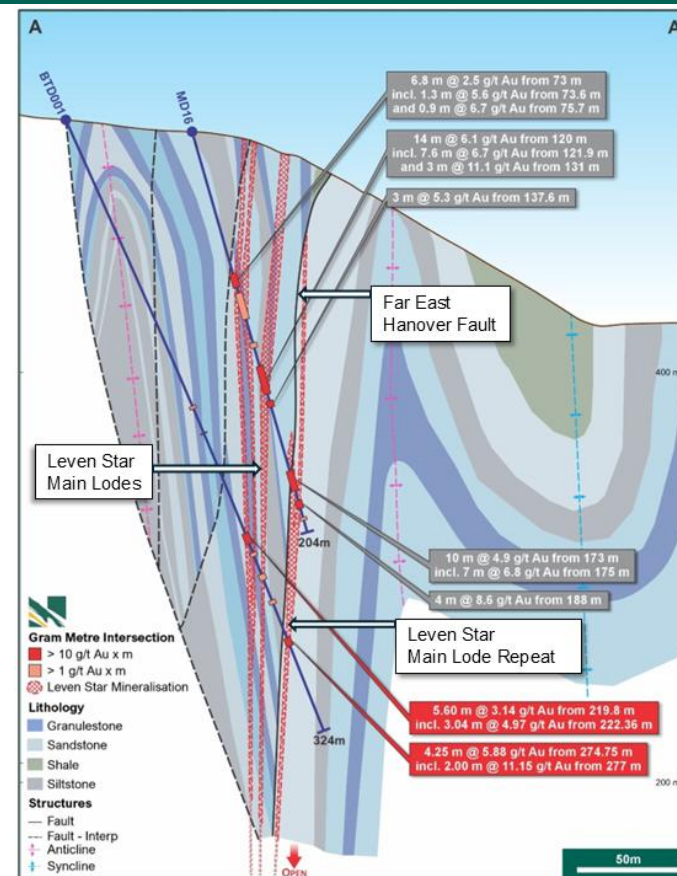 A
A
BTD001
MD16
6.8 m @ 2.5 g/t Au from 73 m
incl. 1.3 m @ 5.6 g/t Au from 73.6 m
and 0.9 m @ 6.7 g/t Au from 75.7 m
14 m @ 6.1 g/t Au from 120 m
incl. 7.6 m @ 6.7 g/t Au from 121.9 m
and 3 m @ 11.1 g/t Au from 131 m
3 m @ 5.3 g/t Au from 137.6 m
Far East
Hanover Fault
400 m
Leven Star
Main Lodes
204m
10 m @ 4.9 g/t Au from 173 m
incl. 7 m @ 6.8 g/t Au from 175 m
4 m @ 8.6 g/t Au from 188 m
Leven Star
Main Lode Repeat
5.60 m @ 3.14 g/t Au from 219.8 m
incl. 3.04 m @ 4.97 g/t Au from 222.36 m
4.25 m @ 5.88 g/t Au from 274.75 m
incl. 2.00 m @ 11.15 g/t Au from 277 m
324m
200 m
Gram Metre Intersection
> 10 g/t Au x m
> 1 g/t Au x m
Leven Star Mineralisation
Lithology
Granulestone
Sandstone
Shale
Siltstone
Structures
Fault
Fault - Interp
Anticline
Syncline
OPEN
50m